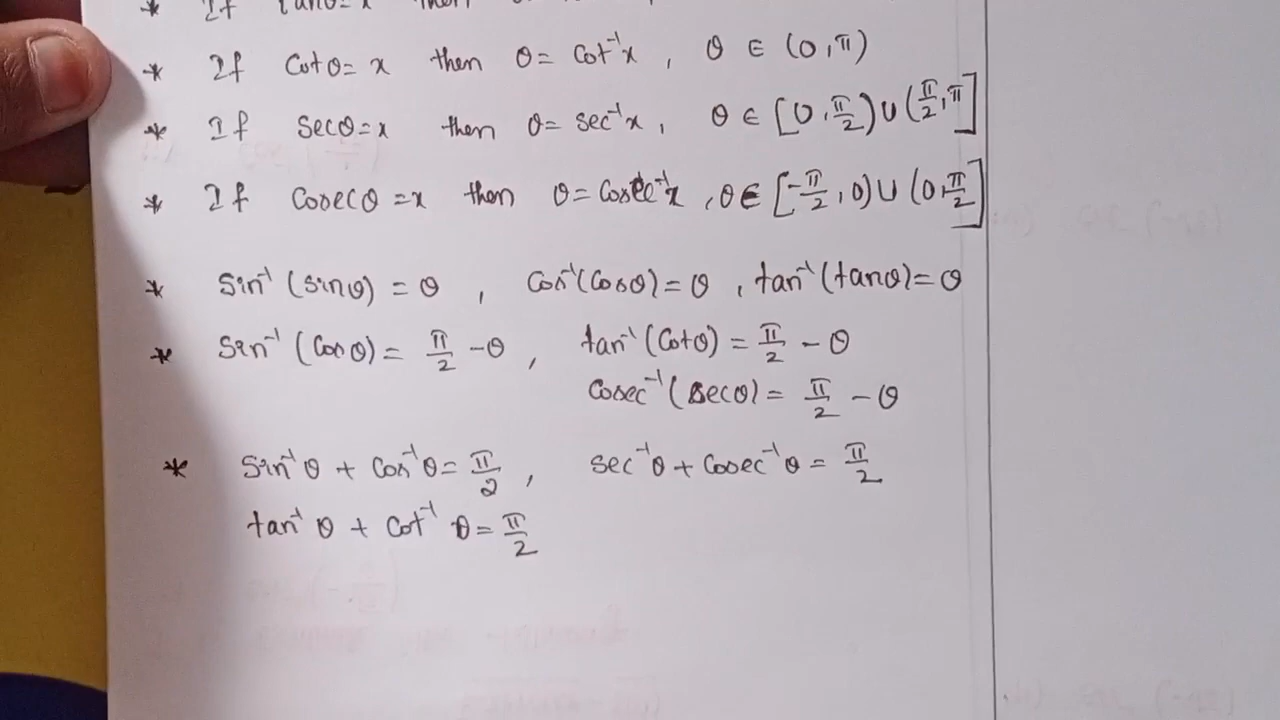 * If tanθ = x then
* If Cotθ = x then θ = Cot⁻¹x , θ ∈ (0,π)
* If Secθ = x then θ = sec⁻¹x , θ ∈ [0,π/2) ∪ (π/2,π]
* If Cosecθ = x then θ = Cosec⁻¹x , θ ∈ [-π/2,0) ∪ (0,π/2]
* Sin⁻¹(sinθ) = θ , Cos⁻¹(Cosθ) = θ , tan⁻¹(tanθ) = θ
* Sin⁻¹(Cosθ) = π/2 - θ , tan⁻¹(Cotθ) = π/2 - θ
Cosec⁻¹(secθ) = π/2 - θ
* Sin⁻¹θ + Cos⁻¹θ = π/2 , sec⁻¹θ + Cosec⁻¹θ = π/2
tan⁻¹θ + Cot⁻¹θ = π/2